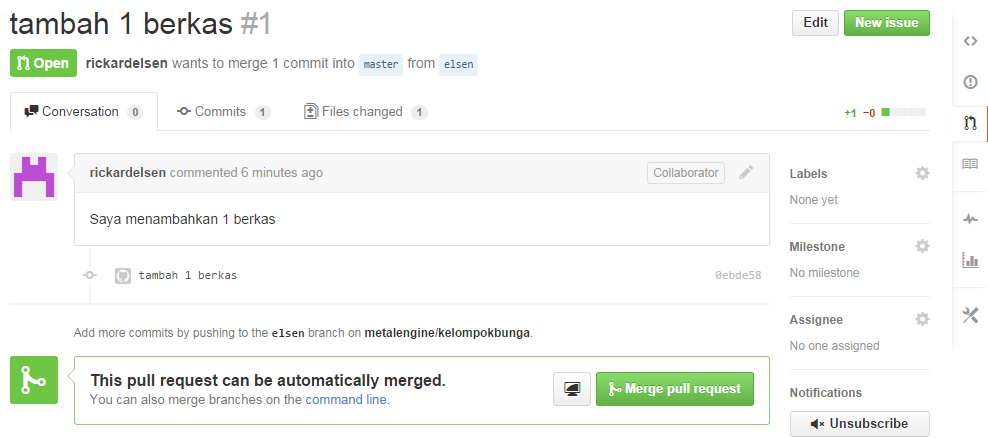 tambah 1 berkas #1
Edit
New issue
Open
rickardelsen wants to merge 1 commit into master from elsen
Conversation 0
Commits 1
Files changed 1
+1 −0
rickardelsen commented 6 minutes ago
Collaborator
Saya menambahkan 1 berkas
tambah 1 berkas
0ebde58
Add more commits by pushing to the elsen branch on metalengine/kelompokbunga.
This pull request can be automatically merged.
You can also merge branches on the command line.
Merge pull request
Labels
None yet
Milestone
No milestone
Assignee
No one assigned
Notifications
Unsubscribe